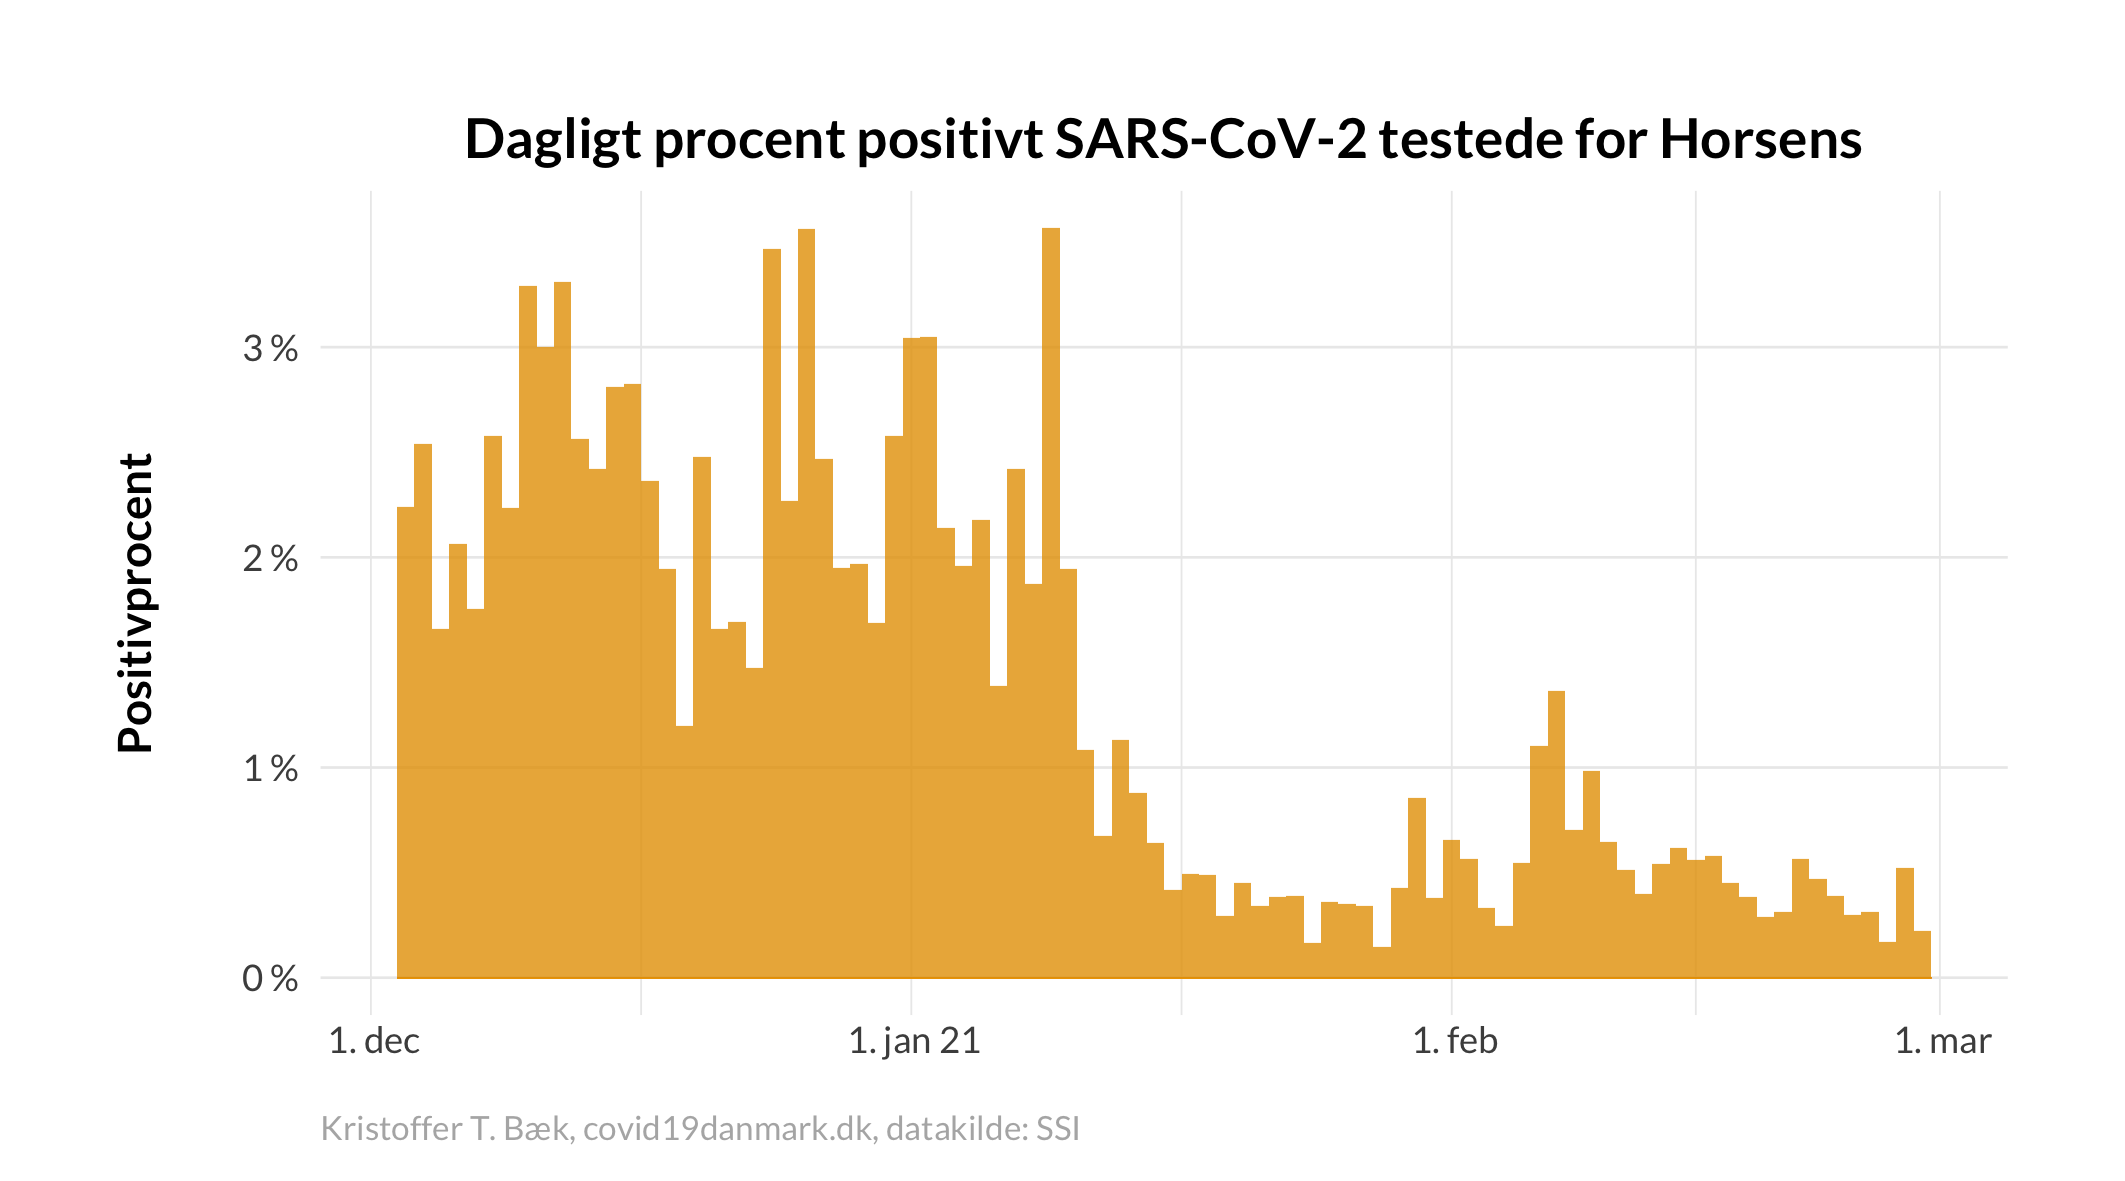 Dagligt procent positivt SARS-CoV-2 testede for Horsens
Positivprocent
3 %
2 %
1 %
0 %
1. dec
1. jan 21
1. feb
1. mar
Kristoffer T. Bæk, covid19danmark.dk, datakilde: SSI